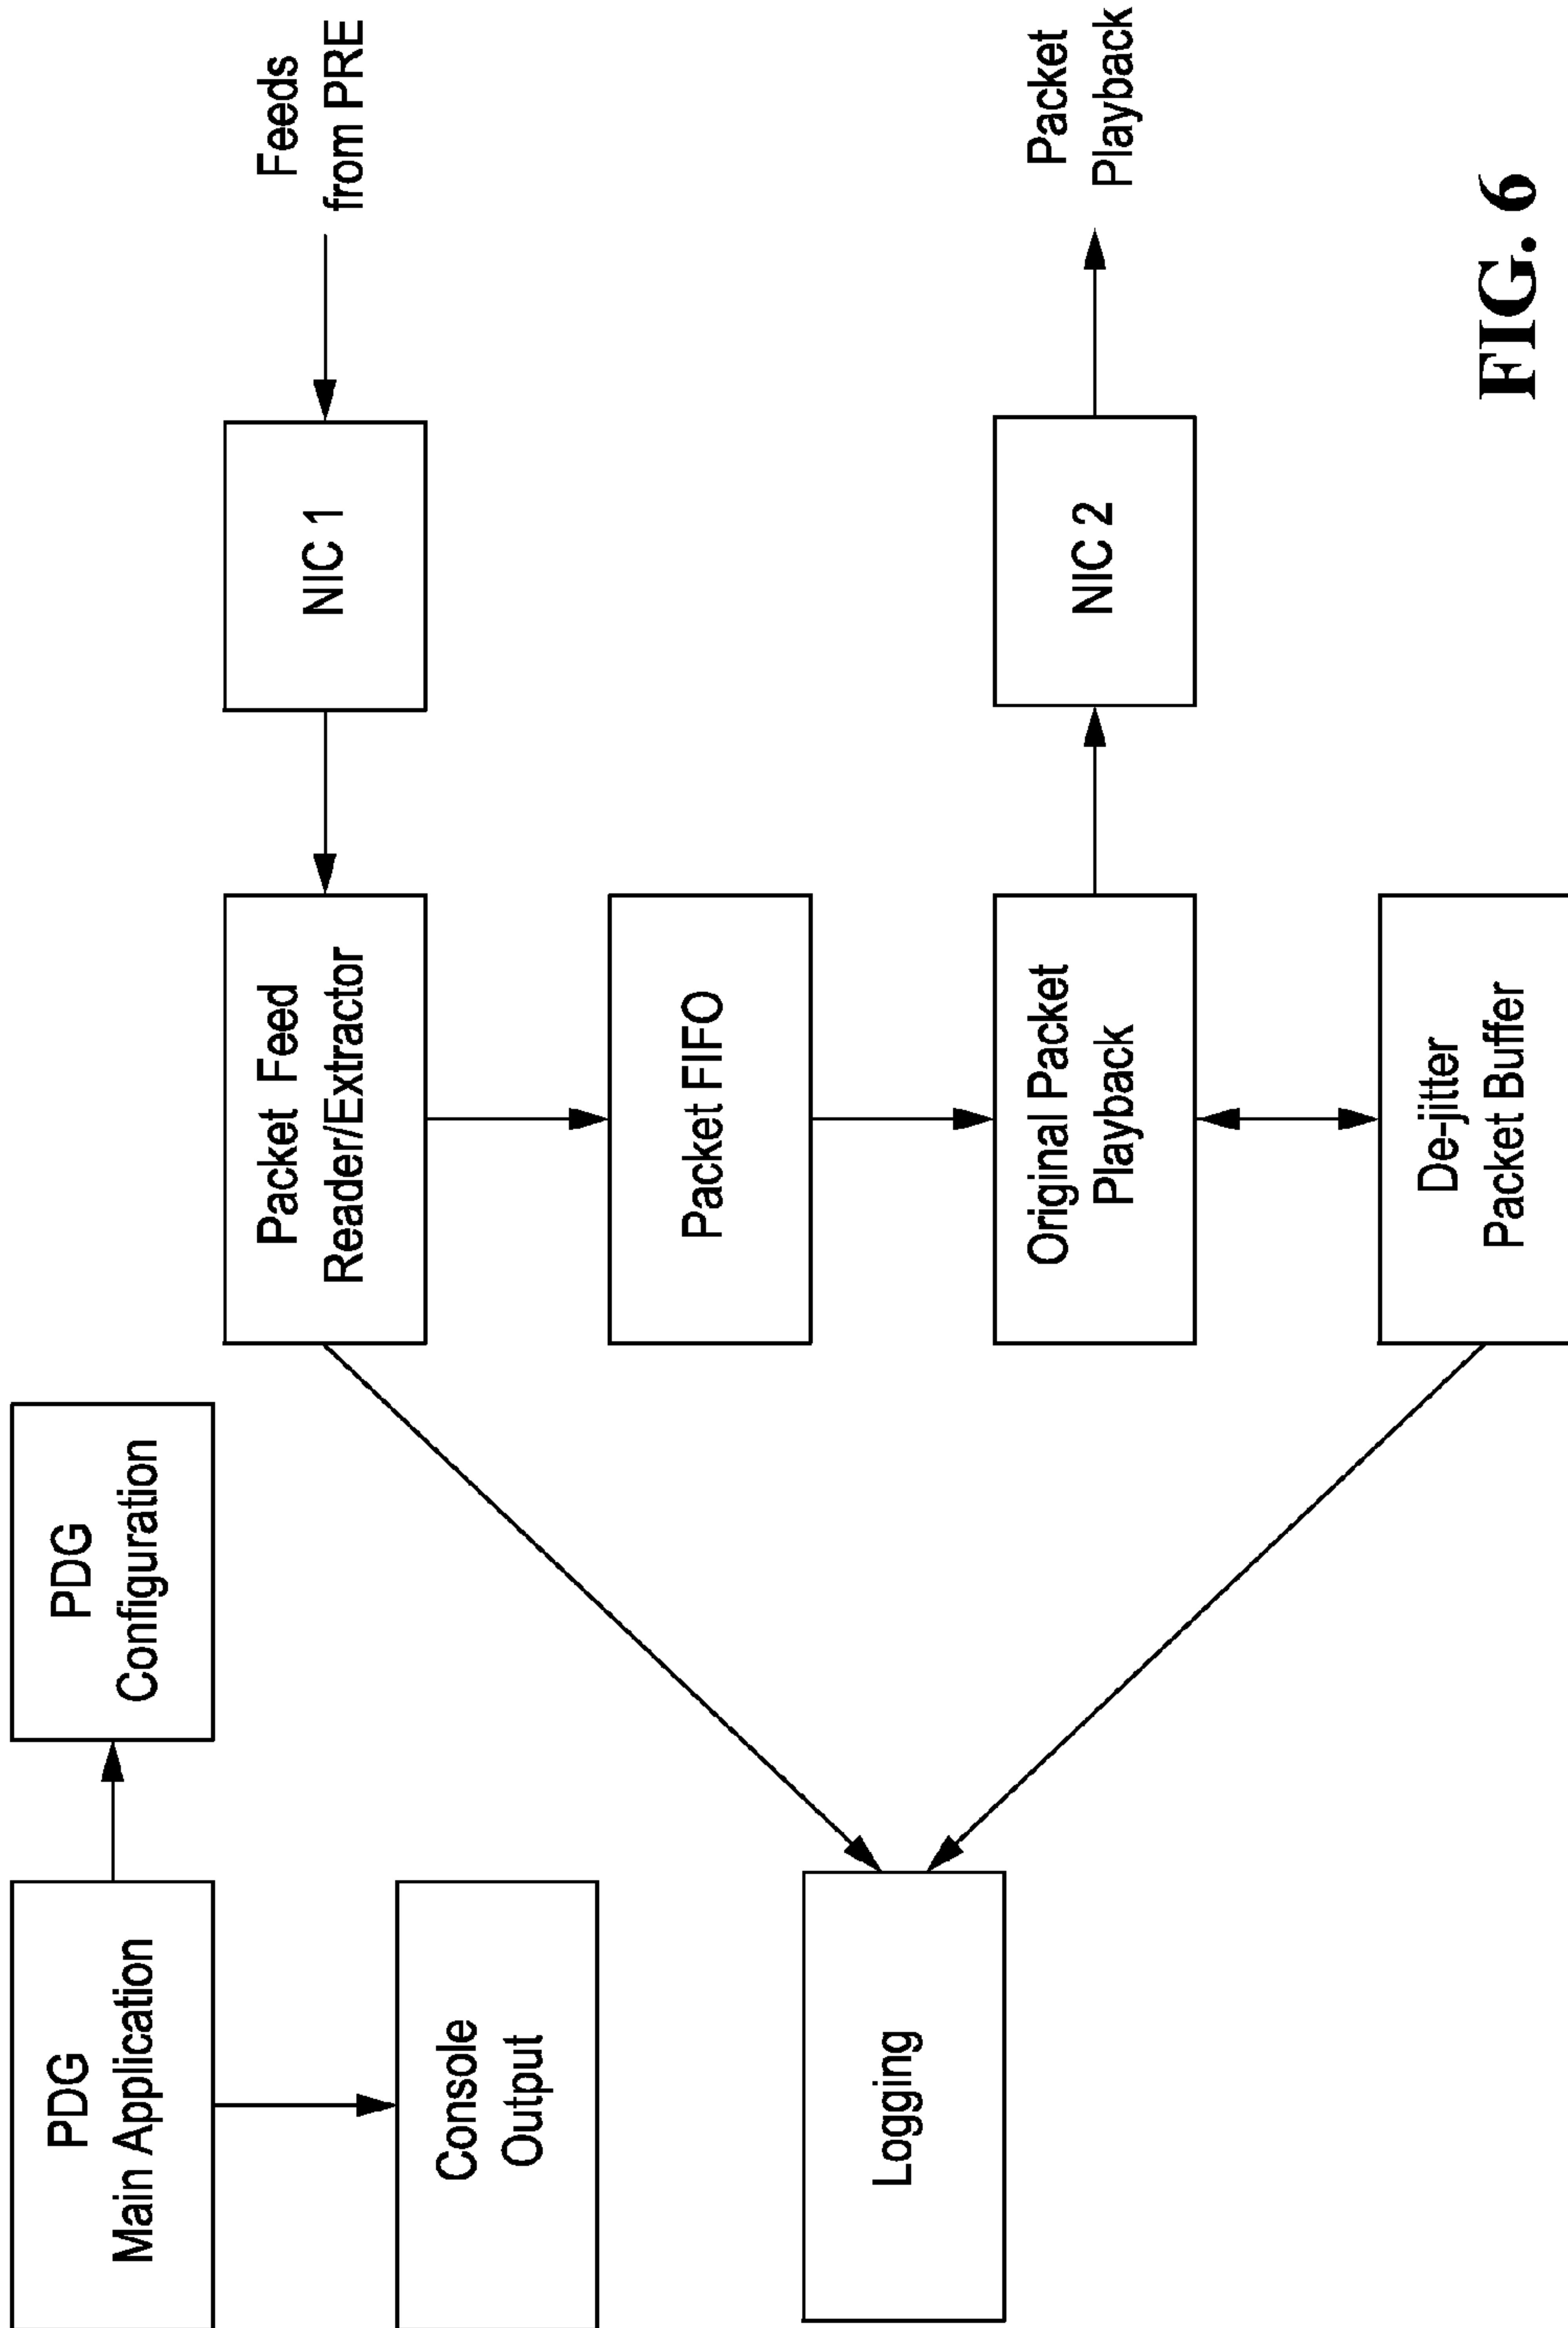 PDG
Main Application
PDG
Configuration
Console
Output
Logging
Packet Feed
Reader/Extractor
NIC 1
Feeds
from PRE
Packet FIFO
Original Packet
Playback
NIC 2
Packet
Playback
De-jitter
Packet Buffer
FIG. 6